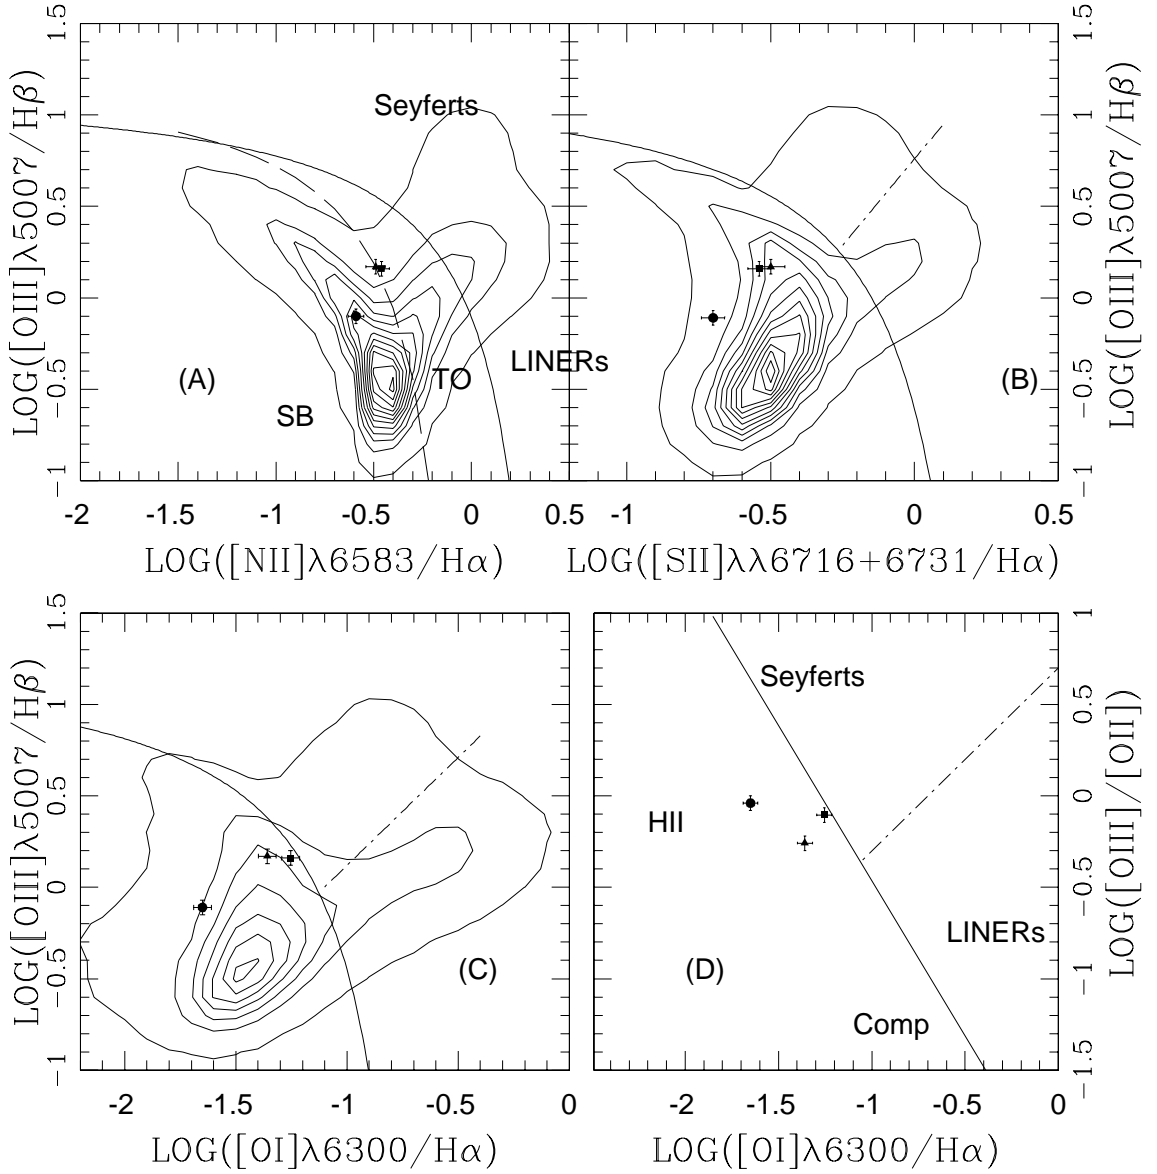 Seyferts
(A)
SB
TO
LINERs
(B)
1.5
1
0.5
0
−0.5
−1
LOG([OIII]λ5007/Hβ)
1.5
1
0.5
0
−0.5
−1
LOG([OIII]λ5007/Hβ)
-2 -1.5 -1 -0.5 0 0.5
-1 -0.5 0 0.5
LOG([NII]λ6583/Hα)
LOG([SII]λλ6716+6731/Hα)
1.5
1
0.5
0
−0.5
−1
LOG([OIII]λ5007/Hβ)
(C)
Seyferts
HII
LINERs
(D)
Comp
1
0.5
0
−0.5
−1
−1.5
LOG([OIII]/[OII])
-2 -1.5 -1 -0.5 0
-2 -1.5 -1 -0.5 0
LOG([OI]λ6300/Hα)
LOG([OI]λ6300/Hα)